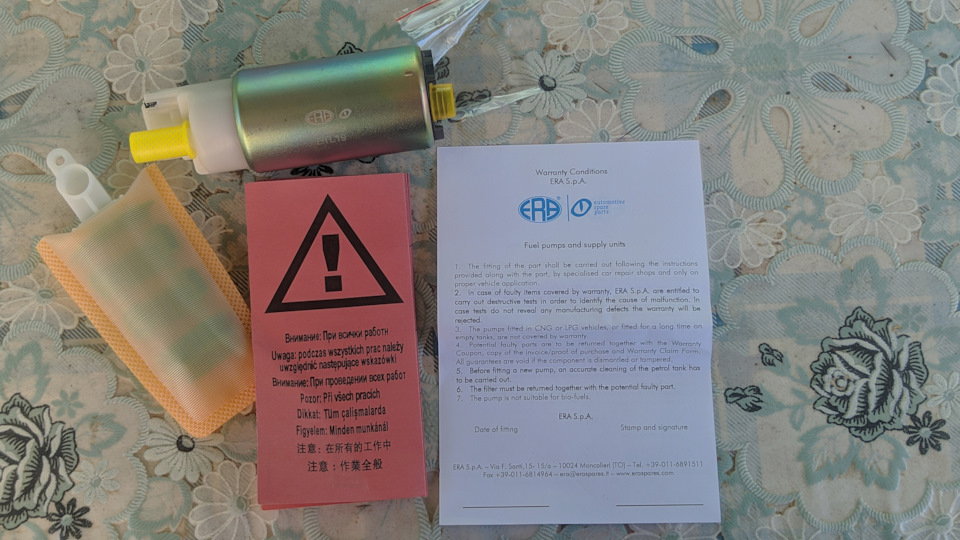 ERA
Внимание: При всички работи
Uwaga: podczas wszystkich prac należy
uwzględnić następujące wskazówki
Внимание: При проведении всех работ
Pozor: Při všech pracích
Dikkat: Tüm çalışmalarda
Figyelem: Minden munkánál
注意：在所有的工作中
注意：作業全般
Warranty Conditions
ERA S.p.A.
ERA automotive
spare
parts
Fuel pumps and supply units
1. The fitting of the part shall be carried out following the instructions
provided along with the part, by specialised car repair shops and only on
proper vehicle application.
2. In case of faulty items covered by warranty, ERA S.p.A. are entitled to
carry out destructive tests in order to identify the cause of malfunction. In
case tests do not reveal any manufacturing defects the warranty will be
rejected.
3. The pumps fitted in CNG or LPG vehicles, or fitted for a long time on
empty tanks, are not covered by warranty.
4. Potential faulty parts are to be returned together with the Warranty
Coupon, copy of the invoice/proof of purchase and Warranty Claim Form.
All guarantees are void if the component is dismantled or tampered.
5. Before fitting a new pump, an accurate cleaning of the petrol tank has
to be carried out.
6. The filter must be returned together with the potential faulty part.
7. The pump is not suitable for bio-fuels.
ERA S.p.A.
Date of fitting Stamp and signature
ERA S.p.A. – Via F. Santi,15- 15/a – 10024 Moncalieri (TO) – Tel. +39-011-6891511
Fax +39-011-6814964 – era@eraspares.it – www.eraspares.com